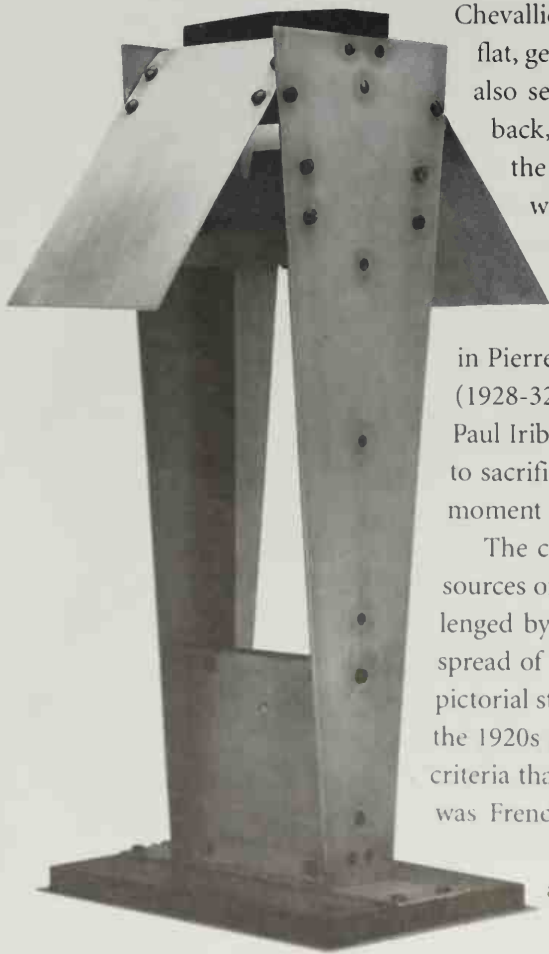 Chevallie
flat, ge
also se
back,
the
w
in Pierre
(1928-32
Paul Irib
to sacrifi
moment
The c
sources o
lenged by
spread of
pictorial st
the 1920s
criteria tha
was Frenc
a